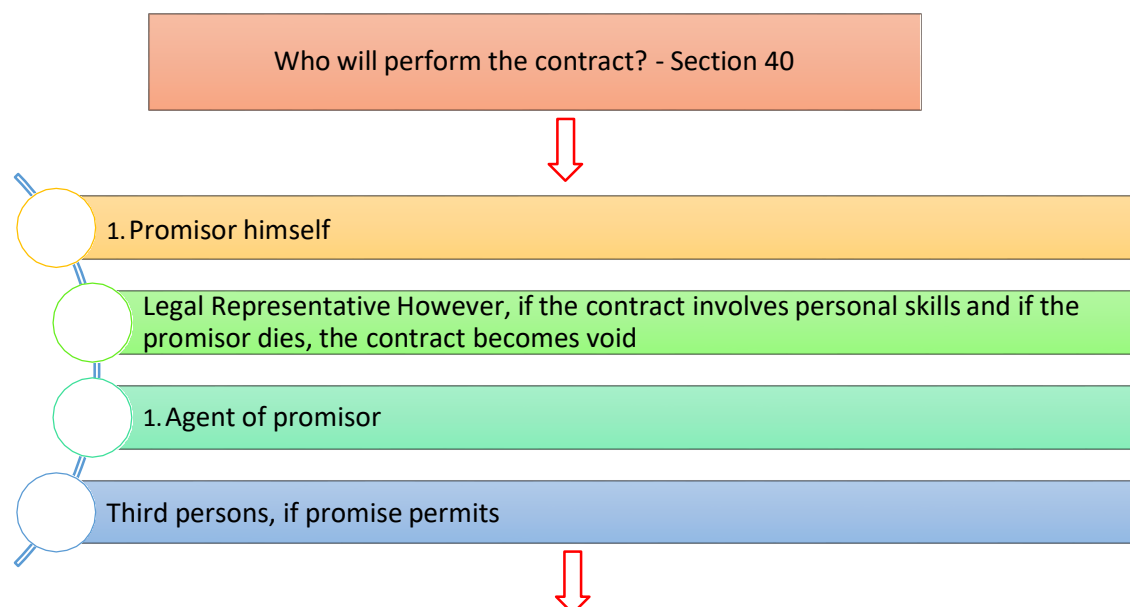 Who will perform the contract? - Section 40
1. Promisor himself
Legal Representative However, if the contract involves personal skills and if the
promisor dies, the contract becomes void
1. Agent of promisor
Third persons, if promise permits